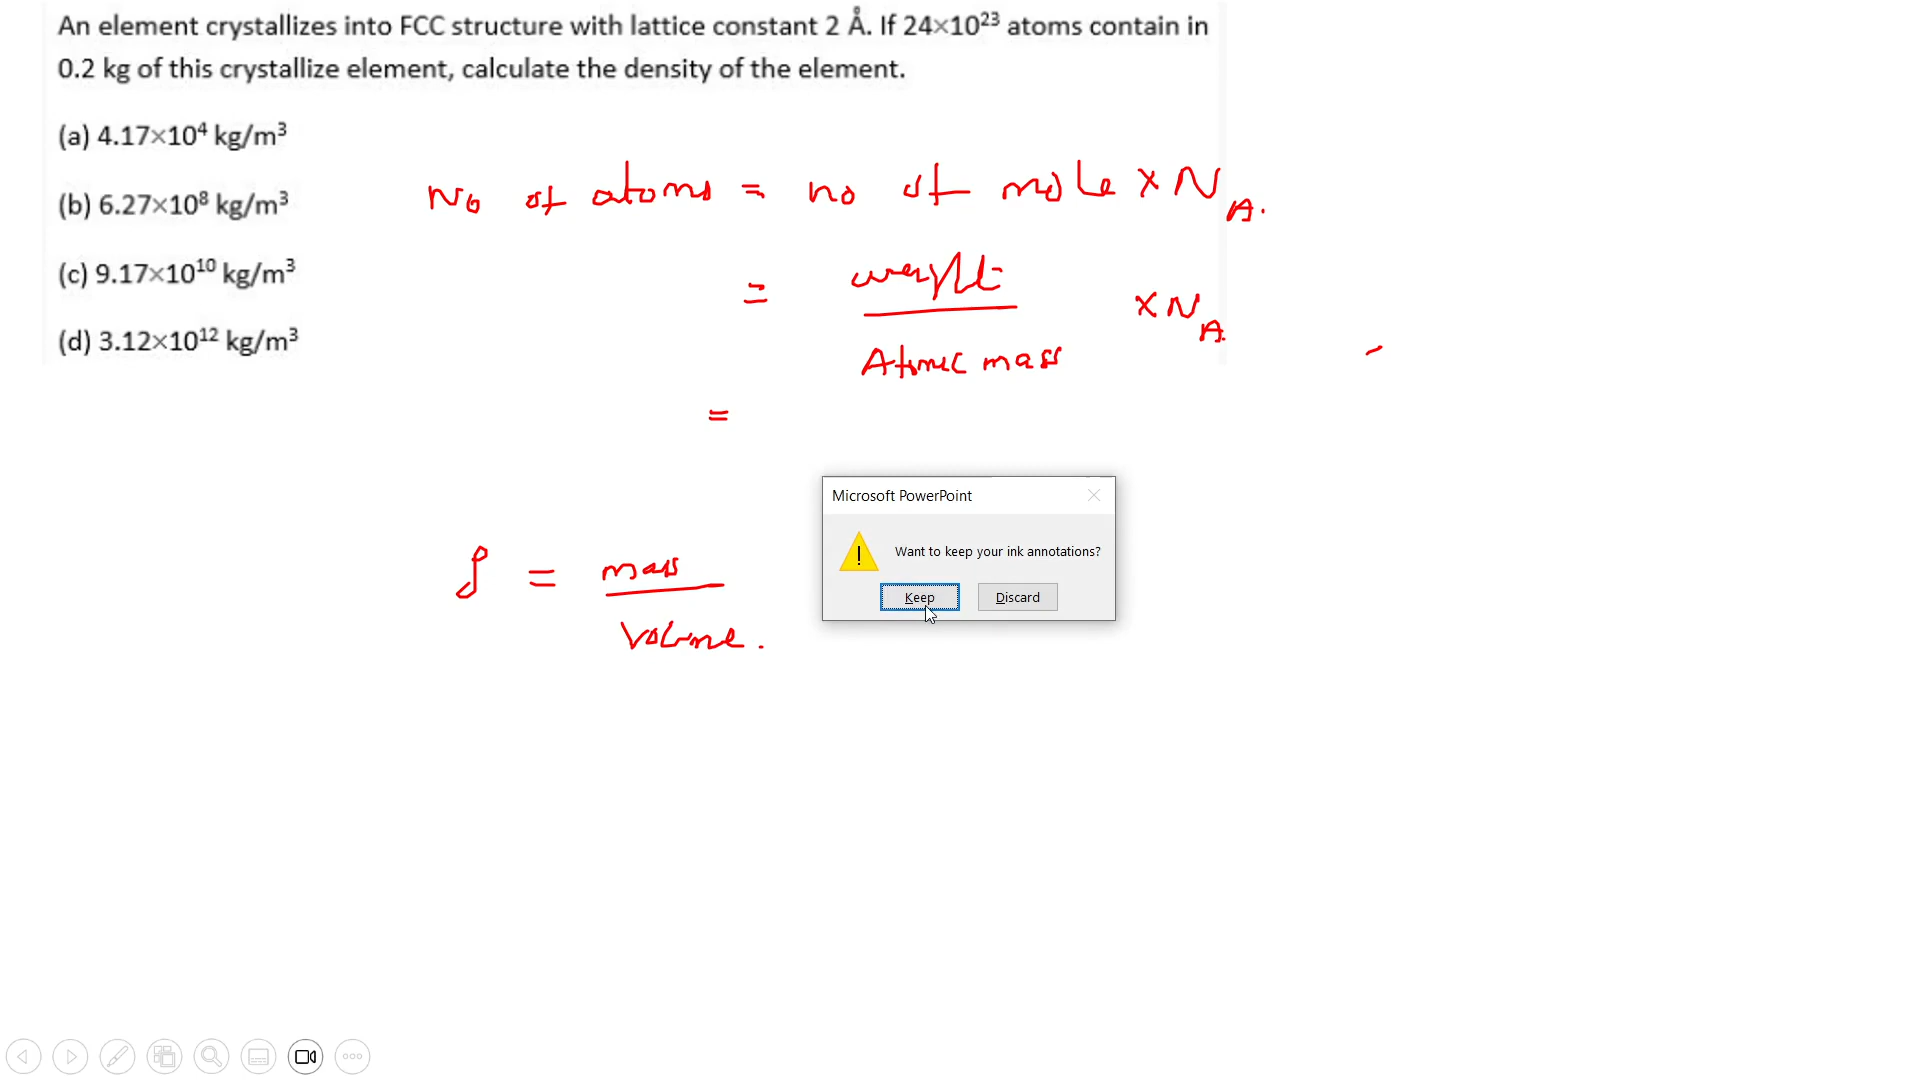 An element crystallizes into FCC structure with lattice constant 2 Å. If 24×10²³ atoms contain in
0.2 kg of this crystallize element, calculate the density of the element.
(a) 4.17×10⁴ kg/m³
(b) 6.27×10⁸ kg/m³
(c) 9.17×10¹⁰ kg/m³
(d) 3.12×10¹² kg/m³
No of atoms = no of mole × N_A.
= weight / Atomic mass × N_A.
=
Microsoft PowerPoint
Want to keep your ink annotations?
Keep Discard
ρ = mass / Volume.